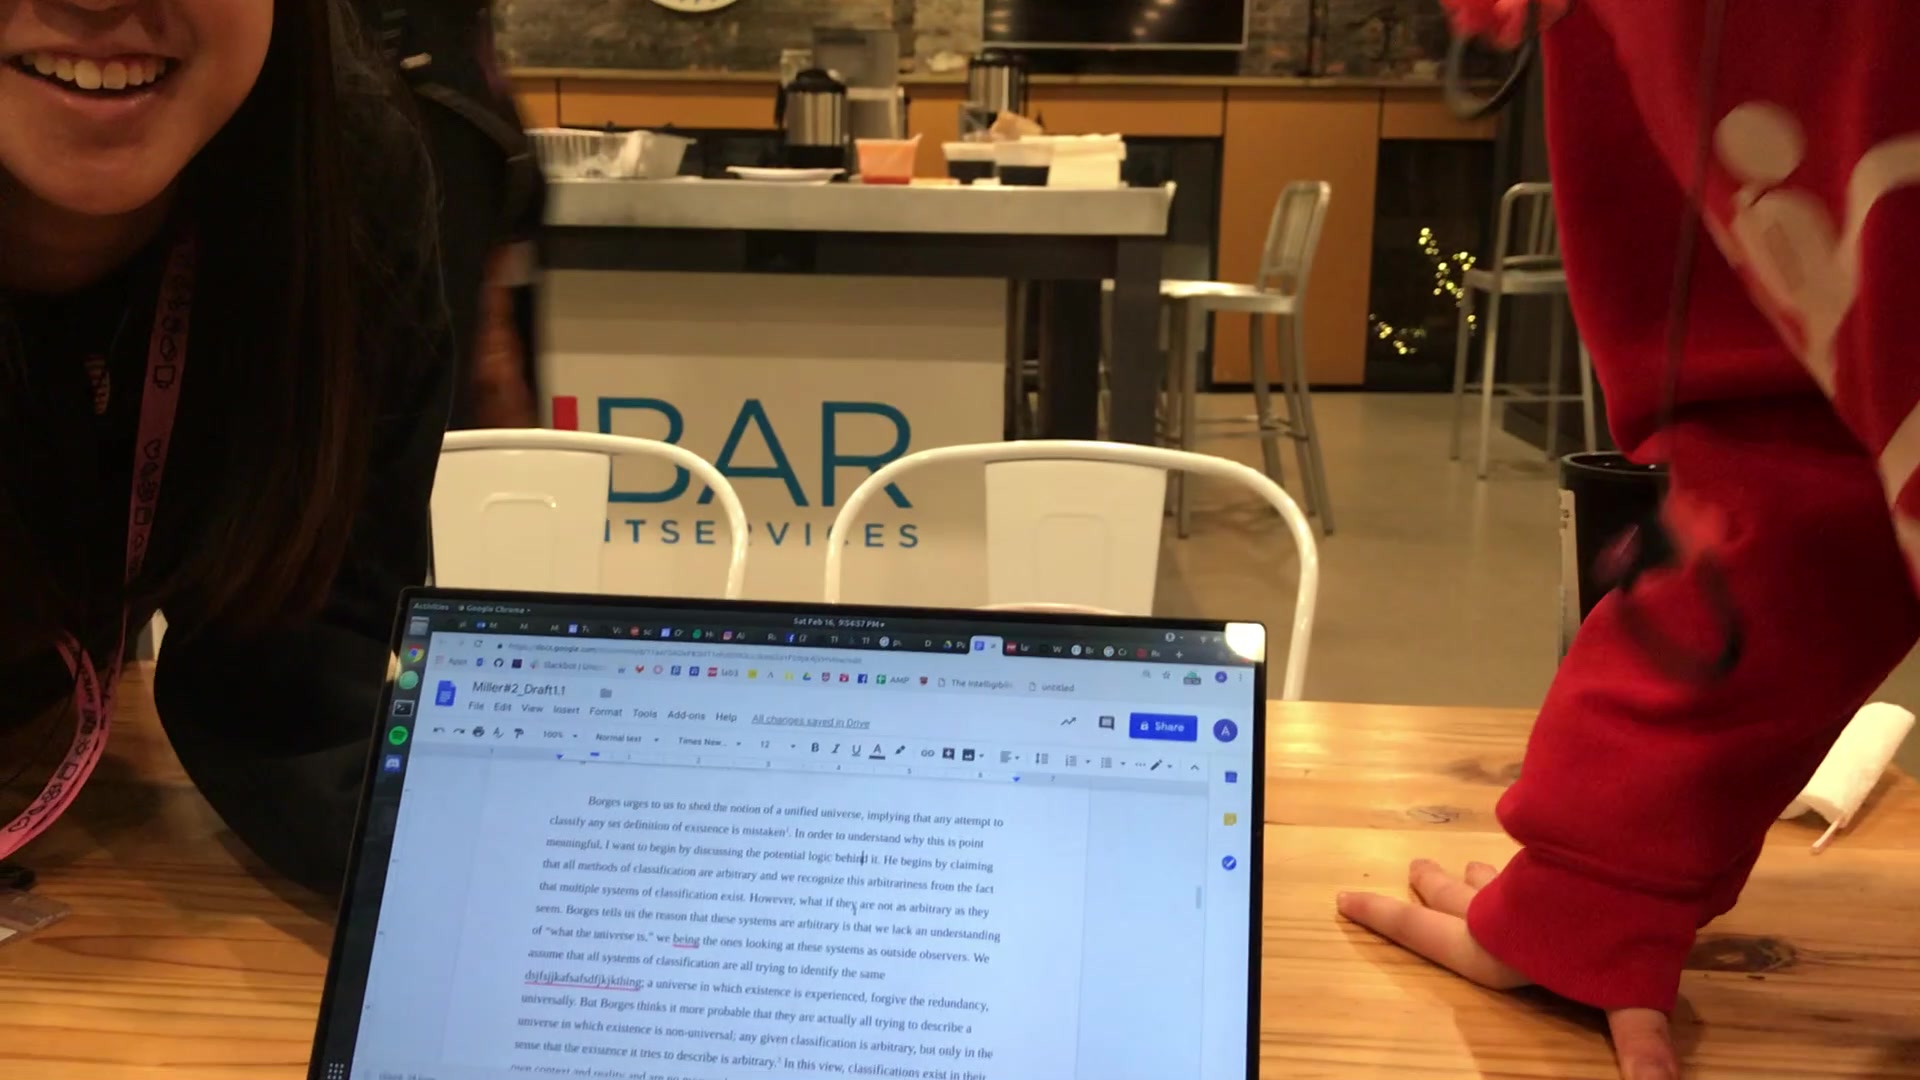 BAR
ITSERVICES
Activities Google Chrome
Sat Feb 16, 9:54:57 PM
Apps
AMP
The Intelligibili
untitled
Miller#2_Draft1.1
File Edit View Insert Format Tools Add-ons Help All changes saved in Drive
Share
A
100% Normal text Times New... 12 B I U A
Borges urges to us to shed the notion of a unified universe, implying that any attempt to
classify any set definition of existence is mistaken¹. In order to understand why this is point
meaningful, I want to begin by discussing the potential logic behind it. He begins by claiming
that all methods of classification are arbitrary and we recognize this arbitrariness from the fact
that multiple systems of classification exist. However, what if they are not as arbitrary as they
seem. Borges tells us the reason that these systems are arbitrary is that we lack an understanding
of “what the universe is,” we being the ones looking at these systems as outside observers. We
assume that all systems of classification are all trying to identify the same
a universe in which existence is experienced, forgive the redundancy,
universally. But Borges thinks it more probable that they are actually all trying to describe a
universe in which existence is non-universal; any given classification is arbitrary, but only in the
sense that the existence it tries to describe is arbitrary.² In this view, classifications exist in their
own context and reality and are no